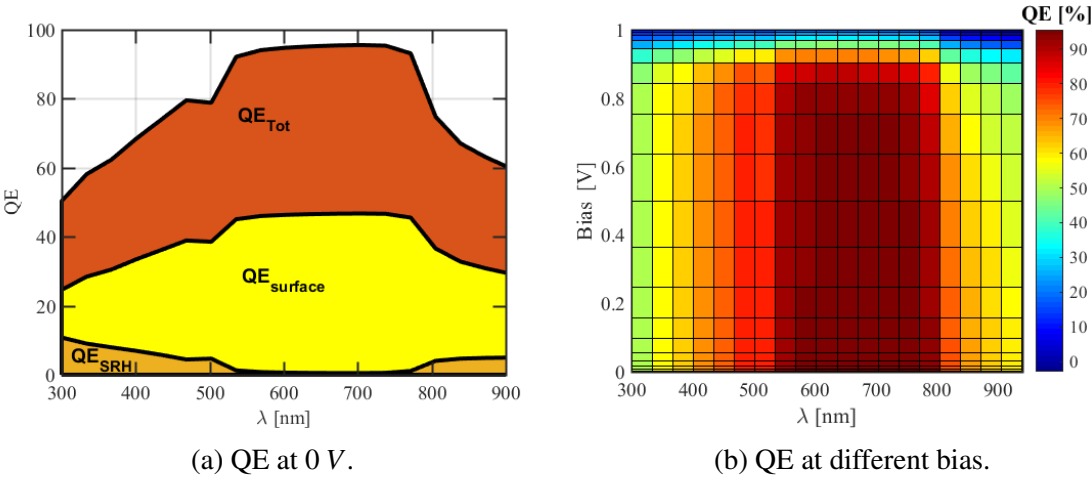 100
80
60
40
20
0
QE
QE_Tot
QE_surface
QE_SRH
300 400 500 600 700 800 900
λ [nm]
(a) QE at 0 V.
QE [%]
1
0.8
0.6
0.4
0.2
0
Bias [V]
300 400 500 600 700 800 900
λ [nm]
90
80
70
60
50
40
30
20
10
0
(b) QE at different bias.